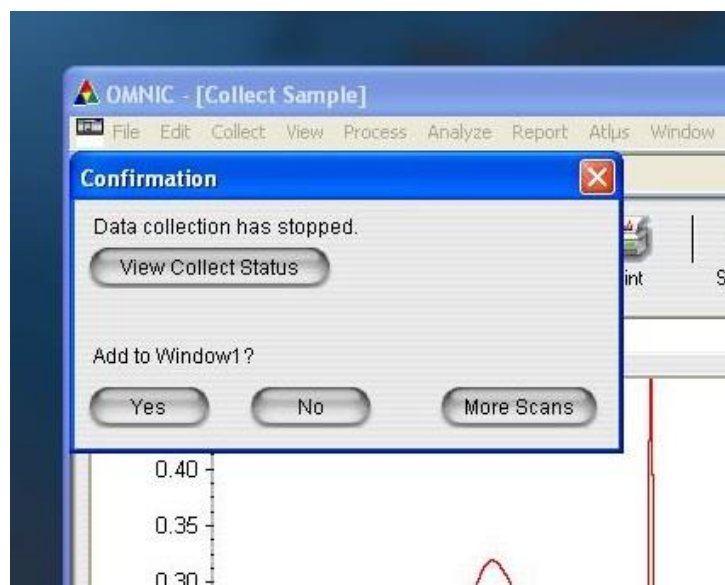 OMNIC - [Collect Sample]
File Edit Collect View Process Analyze Report Atlμs Window
Confirmation
Data collection has stopped.
View Collect Status
int
S
Add to Window1?
Yes No More Scans
0.40
0.35
0.30